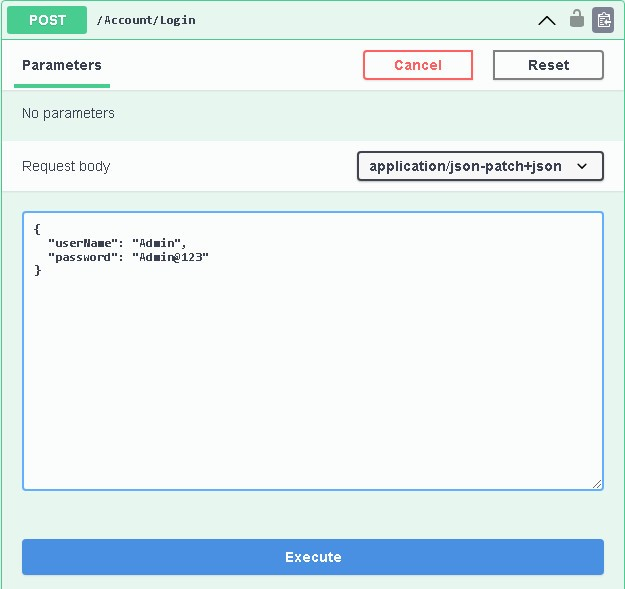 POST /Account/Login
Parameters Cancel Reset
No parameters
Request body application/json-patch+json
{
  "userName": "Admin",
  "password": "Admin@123"
}
Execute